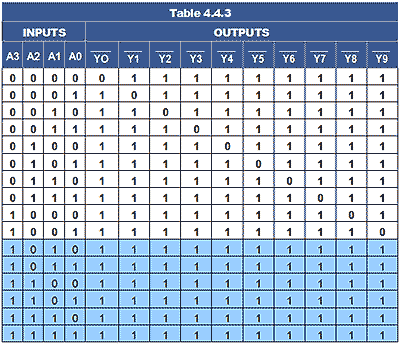 Table 4.4.3
INPUTS OUTPUTS
A3 A2 A1 A0 Y0 Y1 Y2 Y3 Y4 Y5 Y6 Y7 Y8 Y9
0 0 0 0 0 1 1 1 1 1 1 1 1 1
0 0 0 1 1 0 1 1 1 1 1 1 1 1
0 0 1 0 1 1 0 1 1 1 1 1 1 1
0 0 1 1 1 1 1 0 1 1 1 1 1 1
0 1 0 0 1 1 1 1 0 1 1 1 1 1
0 1 0 1 1 1 1 1 1 0 1 1 1 1
0 1 1 0 1 1 1 1 1 1 0 1 1 1
0 1 1 1 1 1 1 1 1 1 1 0 1 1
1 0 0 0 1 1 1 1 1 1 1 1 0 1
1 0 0 1 1 1 1 1 1 1 1 1 1 0
1 0 1 0 1 1 1 1 1 1 1 1 1 1
1 0 1 1 1 1 1 1 1 1 1 1 1 1
1 1 0 0 1 1 1 1 1 1 1 1 1 1
1 1 0 1 1 1 1 1 1 1 1 1 1 1
1 1 1 0 1 1 1 1 1 1 1 1 1 1
1 1 1 1 1 1 1 1 1 1 1 1 1 1